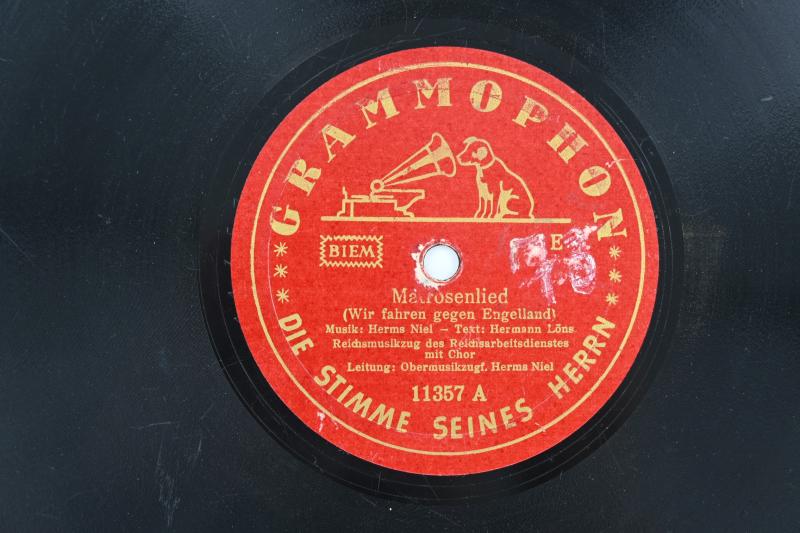 GRAMMOPHON
BIEM
E
Matrosenlied
(Wir fahren gegen Engelland)
Musik: Herms Niel – Text: Hermann Löns
Reichsmusikzug des Reichsarbeitsdienstes
mit Chor
Leitung: Obermusikzugf. Herms Niel
11357 A
DIE STIMME SEINES HERRN